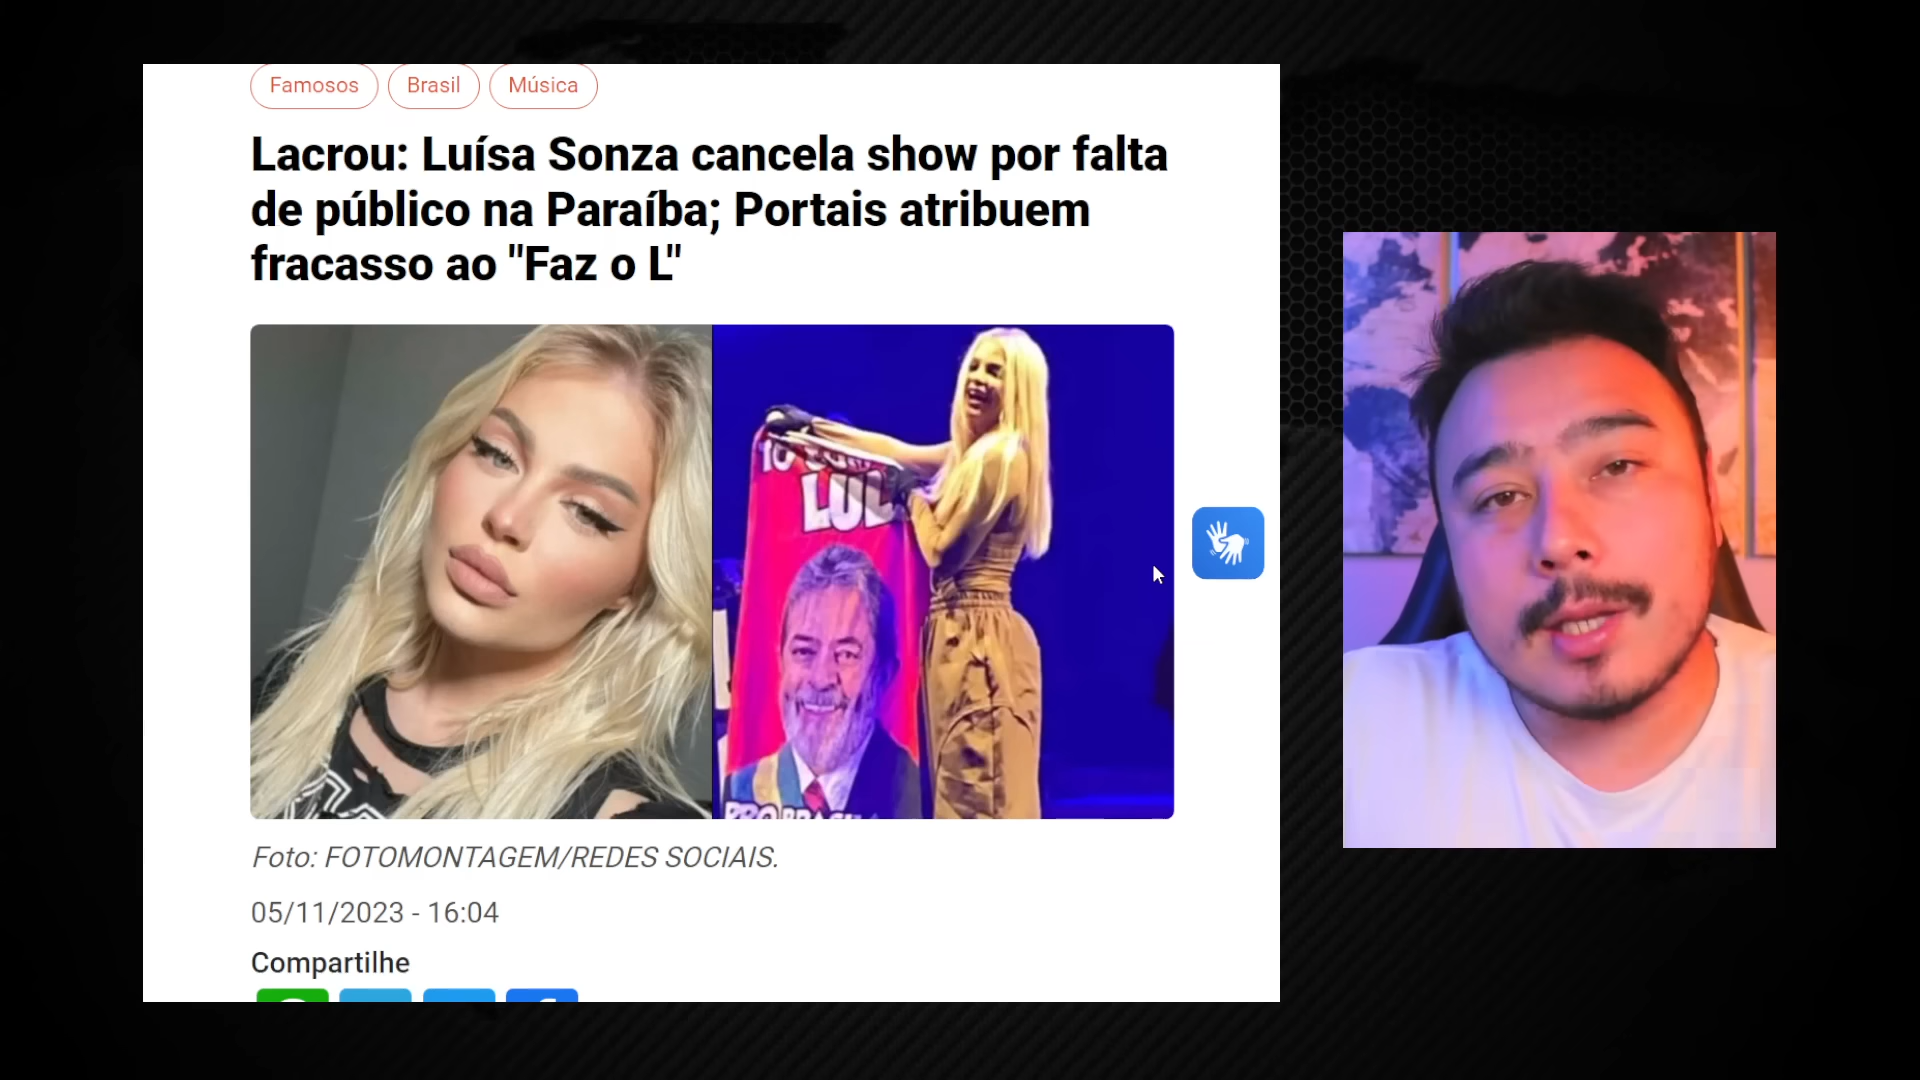 Famosos Brasil Música
Lacrou: Luísa Sonza cancela show por falta
de público na Paraíba; Portais atribuem
fracasso ao "Faz o L"
LUL
Foto: FOTOMONTAGEM/REDES SOCIAIS.
05/11/2023 - 16:04
Compartilhe